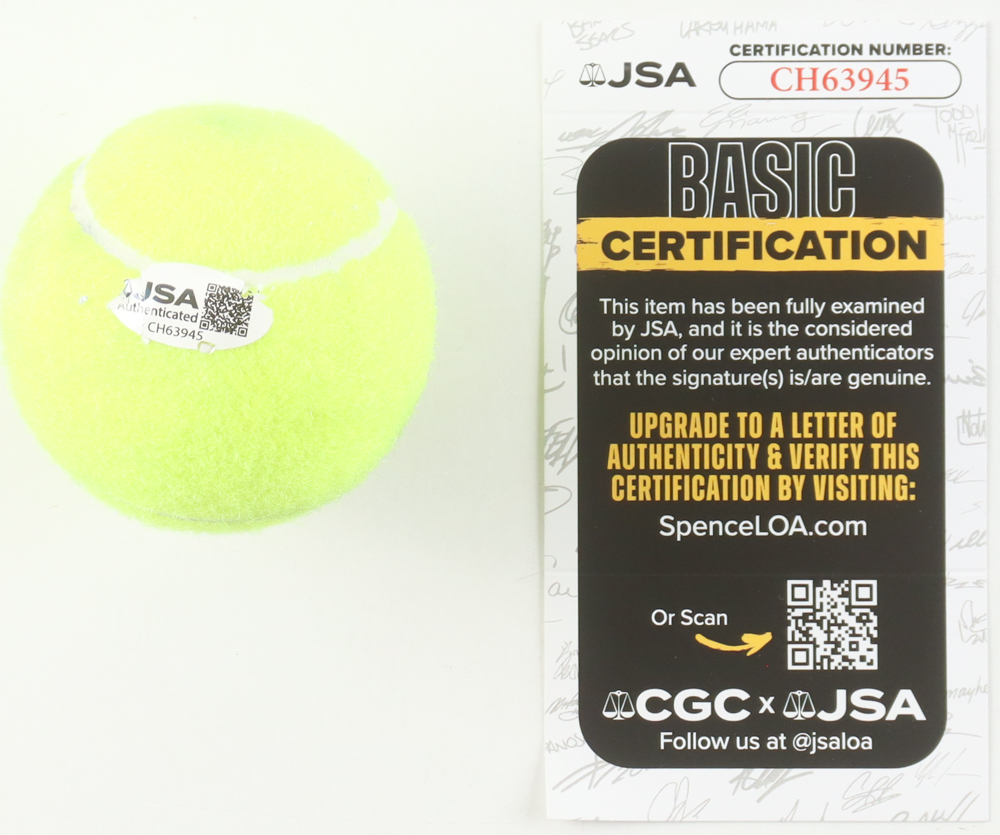 JSA
Authenticated
CH63945
JSA
CERTIFICATION NUMBER:
CH63945
BASIC
CERTIFICATION
This item has been fully examined
by JSA, and it is the considered
opinion of our expert authenticators
that the signature(s) is/are genuine.
UPGRADE TO A LETTER OF
AUTHENTICITY & VERIFY THIS
CERTIFICATION BY VISITING:
SpenceLOA.com
Or Scan
CGC x JSA
Follow us at @jsaloa